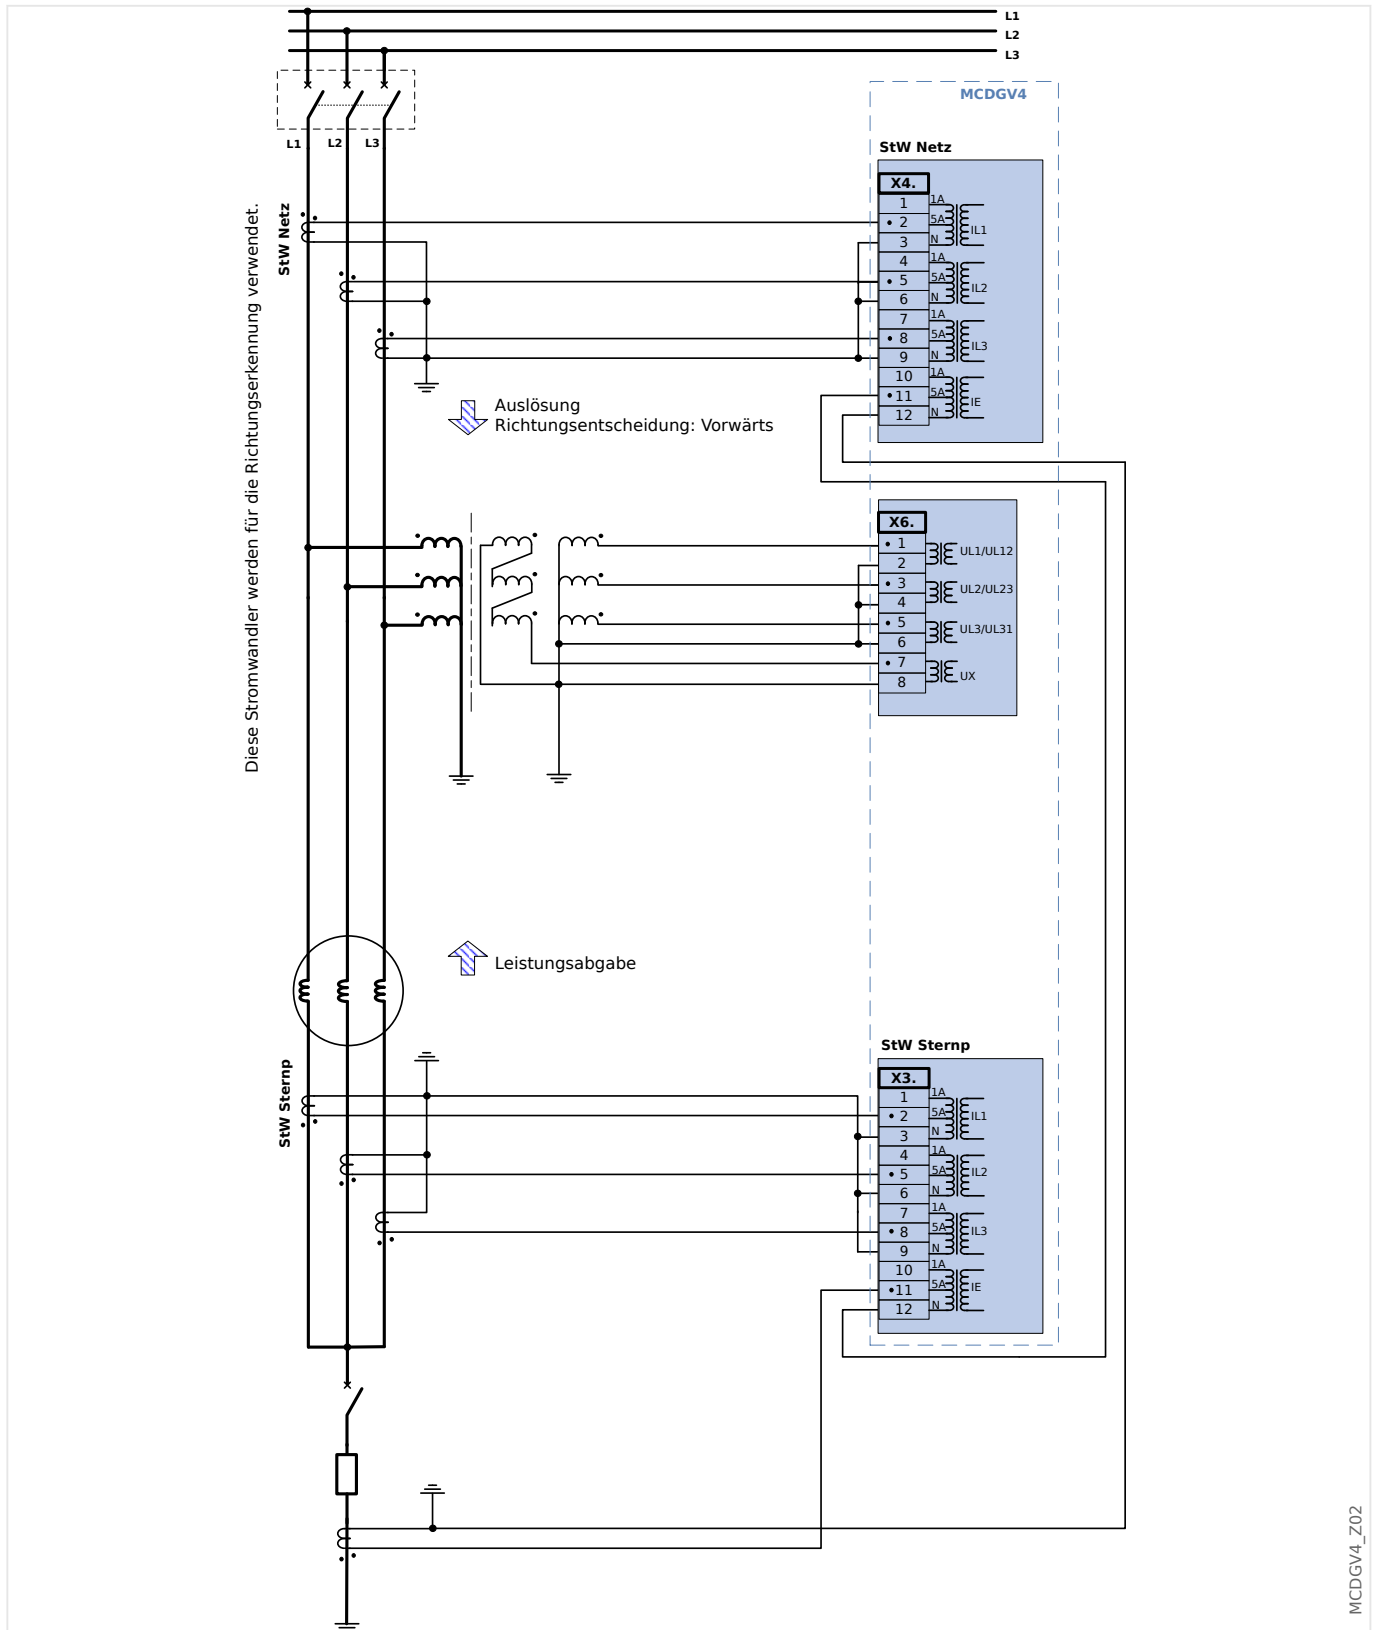 L1
L2
L3
L1
L2
L3
MCDGV4
StW Netz
StW Netz
Diese Stromwandler werden für die Richtungserkennung verwendet.
X4.
1
2
3
4
5
6
7
8
9
10
11
12
1A
5A
N
IL1
1A
5A
N
IL2
1A
5A
N
IL3
1A
5A
N
IE
Auslösung
Richtungsentscheidung: Vorwärts
X6.
1
2
3
4
5
6
7
8
UL1/UL12
UL2/UL23
UL3/UL31
UX
Leistungsabgabe
StW Sternp
StW Sternp
X3.
1
2
3
4
5
6
7
8
9
10
11
12
1A
5A
N
IL1
1A
5A
N
IL2
1A
5A
N
IL3
1A
5A
N
IE
MCDGV4_Z02